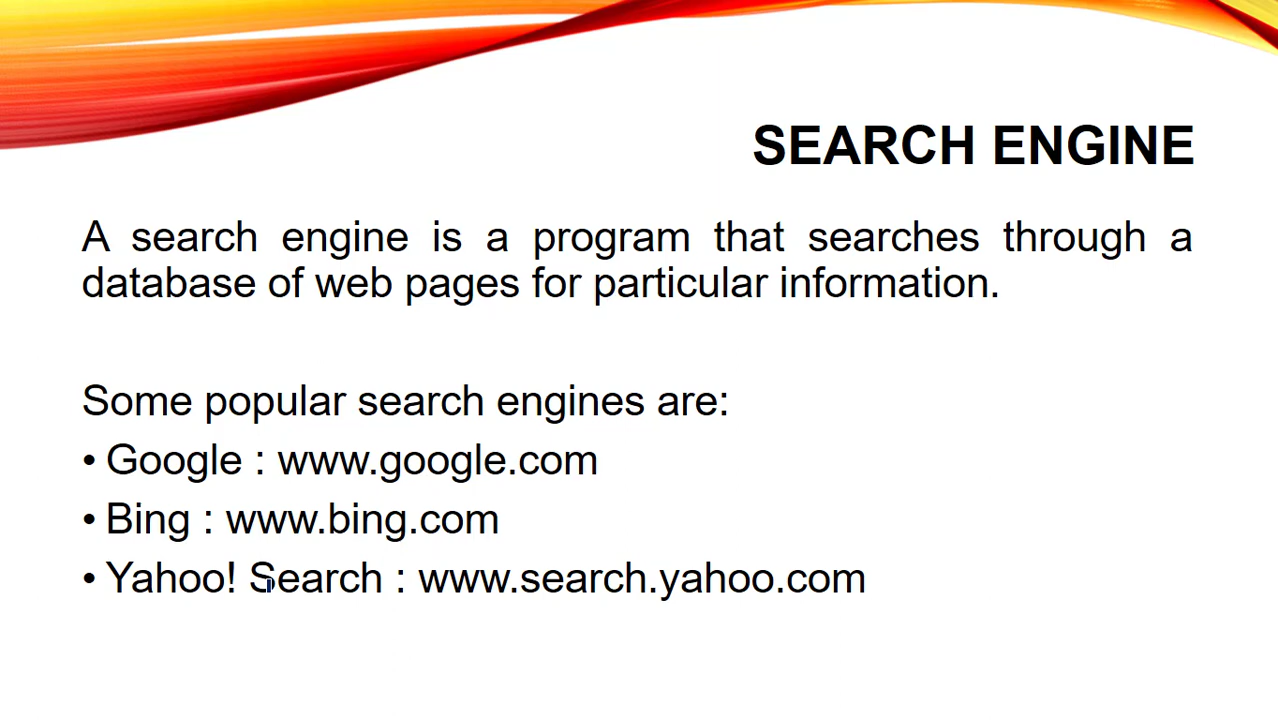 SEARCH ENGINE
A search engine is a program that searches through a
database of web pages for particular information.
Some popular search engines are:
• Google : www.google.com
• Bing : www.bing.com
• Yahoo! Search : www.search.yahoo.com